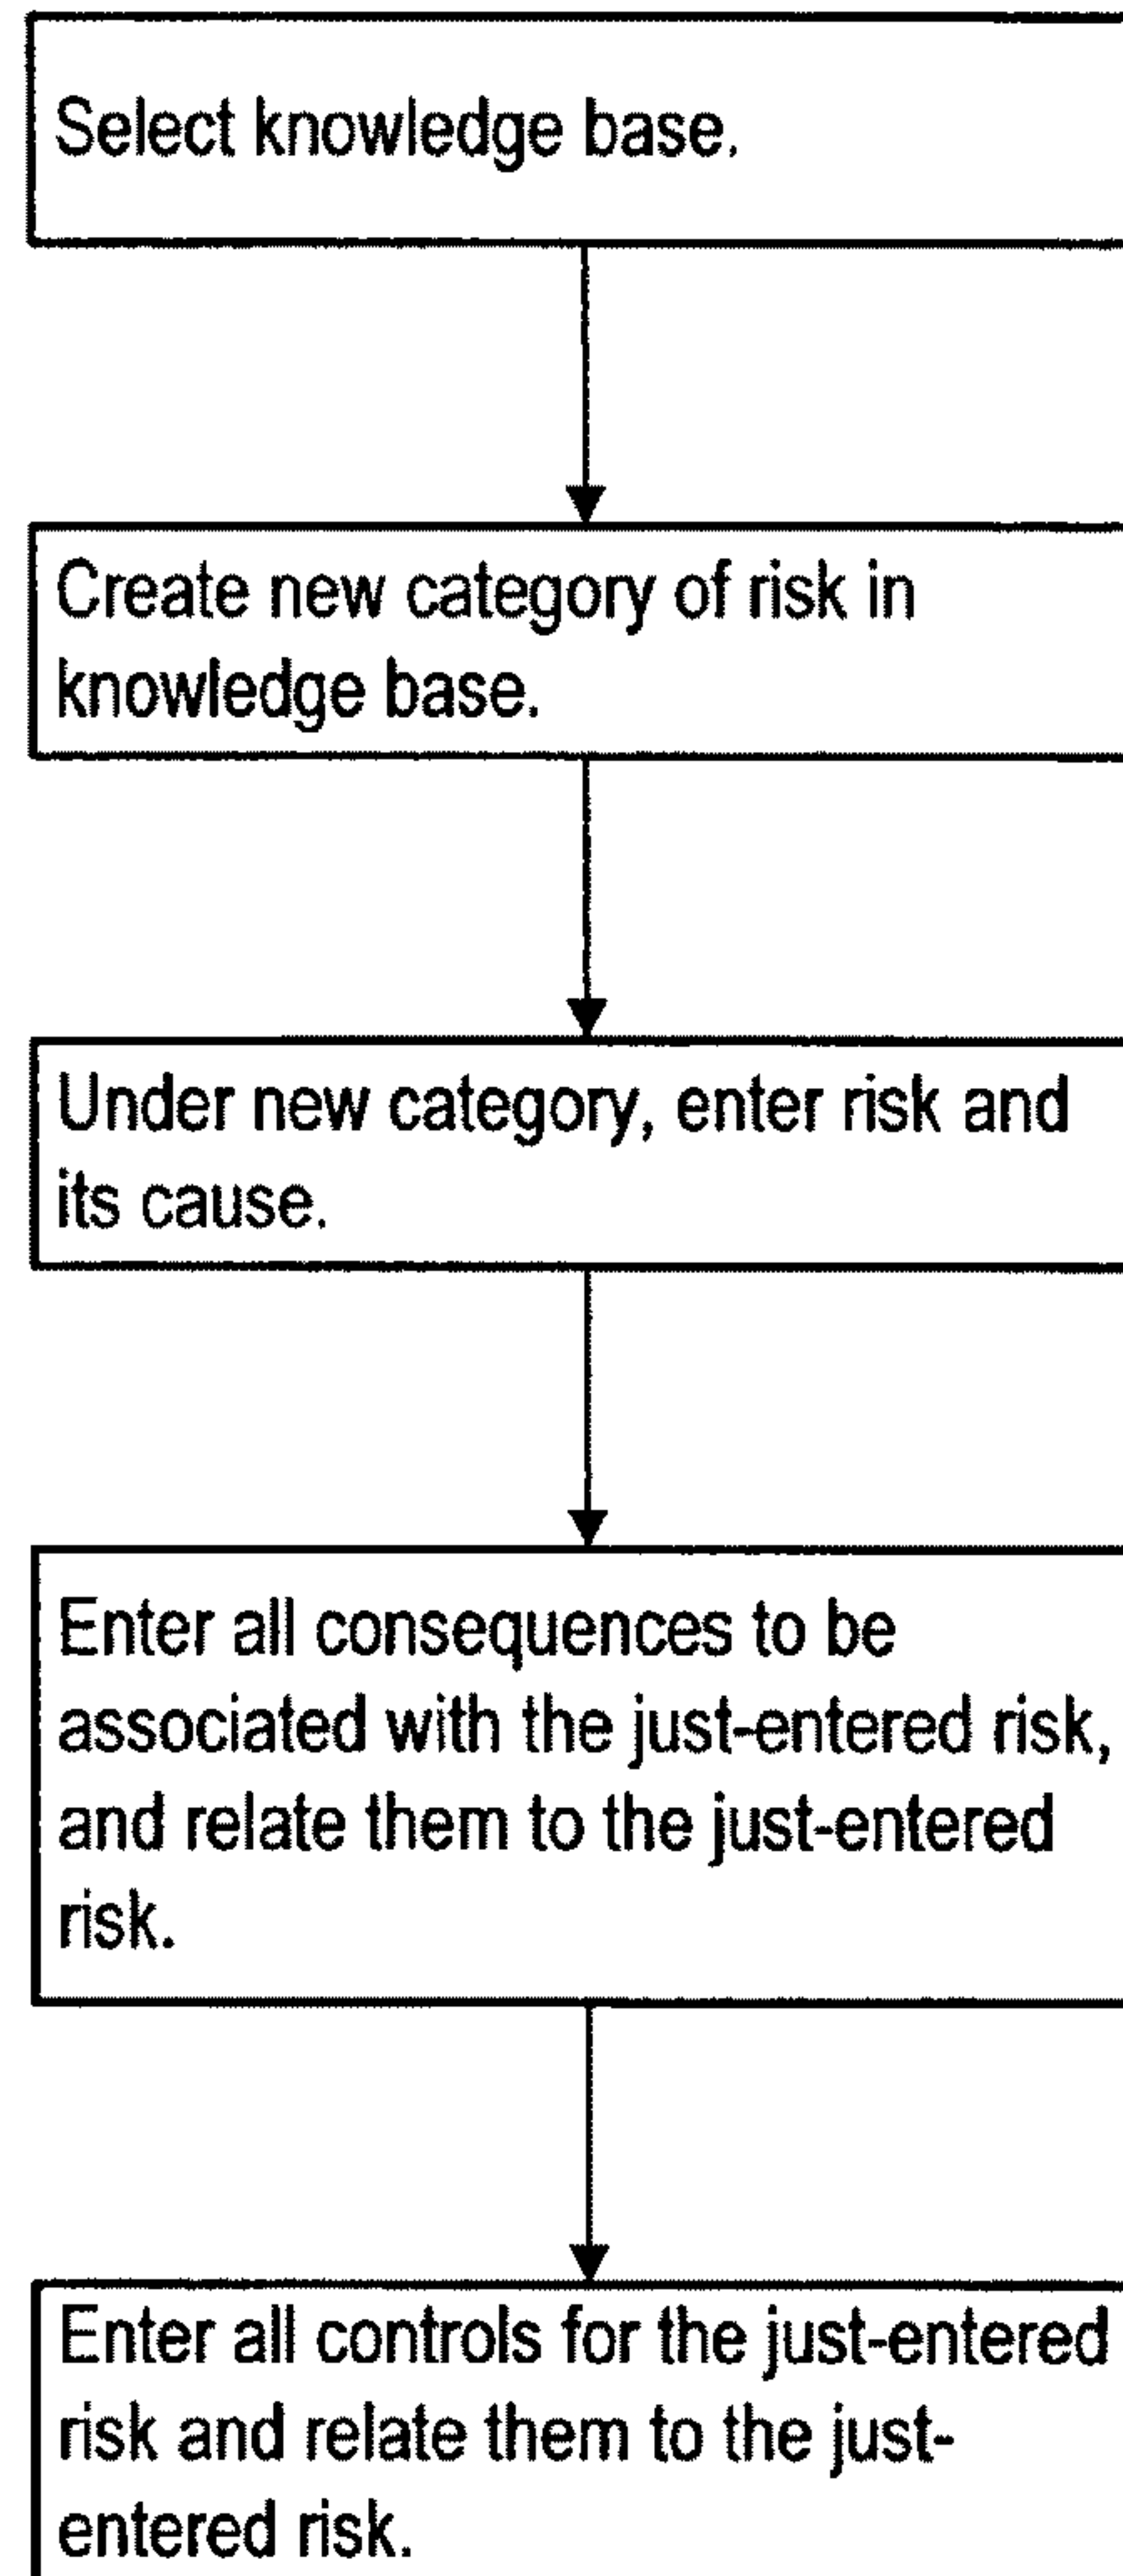 Select knowledge base.
Create new category of risk in
knowledge base.
Under new category, enter risk and
its cause.
Enter all consequences to be
associated with the just-entered risk,
and relate them to the just-entered
risk.
Enter all controls for the just-entered
risk and relate them to the just-
entered risk.